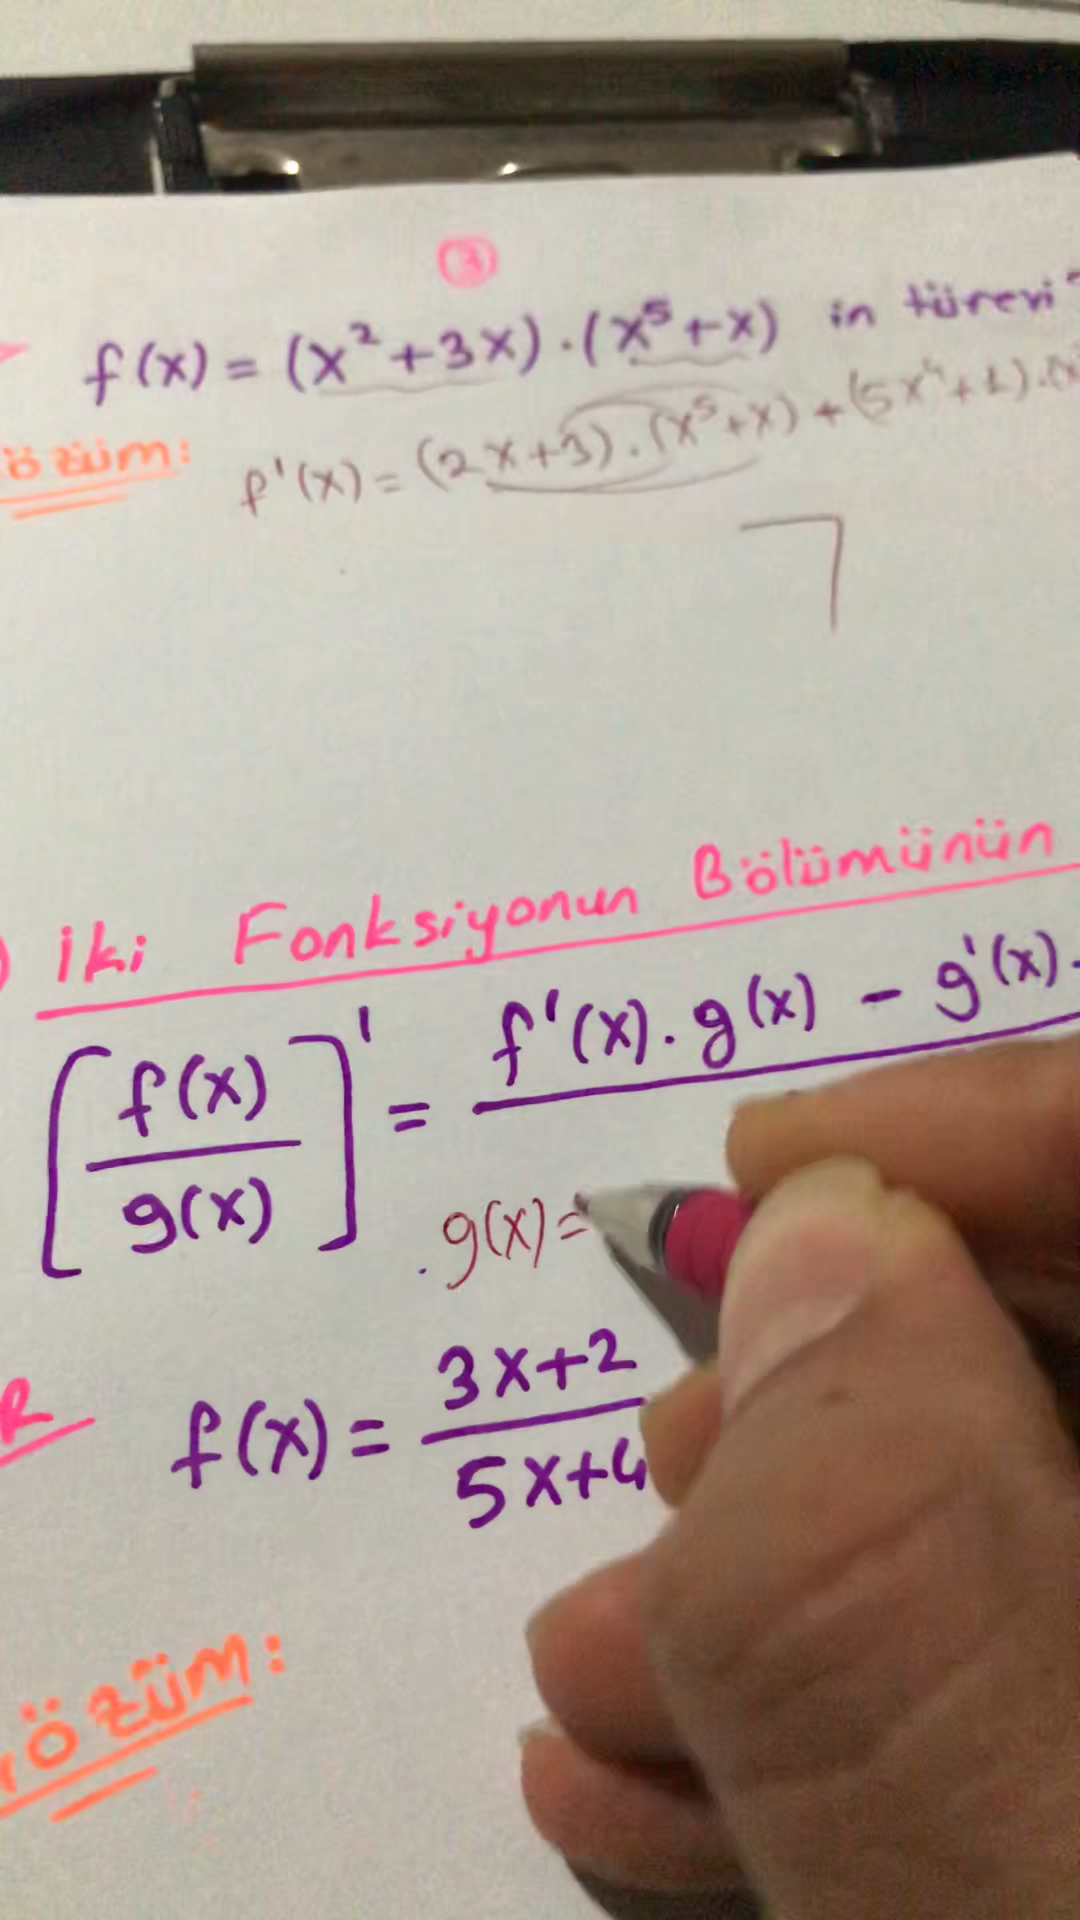 3
f(x) = (x² + 3x) . (x⁵ + x) in türevi
özüm:
f'(x) = (2x+3) . (x⁵ + x) + (5x⁴ + 1) . (x
) iki Fonksiyonun Bölümünün
[f(x) / g(x)]' = f'(x) . g(x) - g'(x) .
. g(x) =
R f(x) = 3x+2 / 5x+4
özüm: